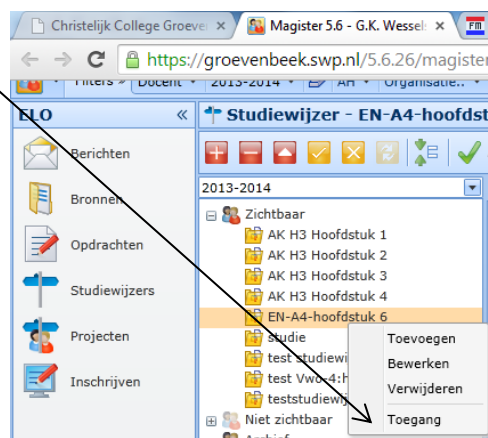 Christelijk College Groeve
Magister 5.6 - G.K. Wessel
FM
https://groevenbeek.swp.nl/5.6.26/magister
Filters » Docent 2013-2014 AH Organisatie..
ELO «
Studiewijzer - EN-A4-hoofdst
Berichten
Bronnen
Opdrachten
Studiewijzers
Projecten
Inschrijven
2013-2014
Zichtbaar
AK H3 Hoofdstuk 1
AK H3 Hoofdstuk 2
AK H3 Hoofdstuk 3
AK H3 Hoofdstuk 4
EN-A4-hoofdstuk 6
studie
test studiewi
test Vwo-4:h
teststudiewij
Niet zichtbaar
Archief
Toevoegen
Bewerken
Verwijderen
Toegang